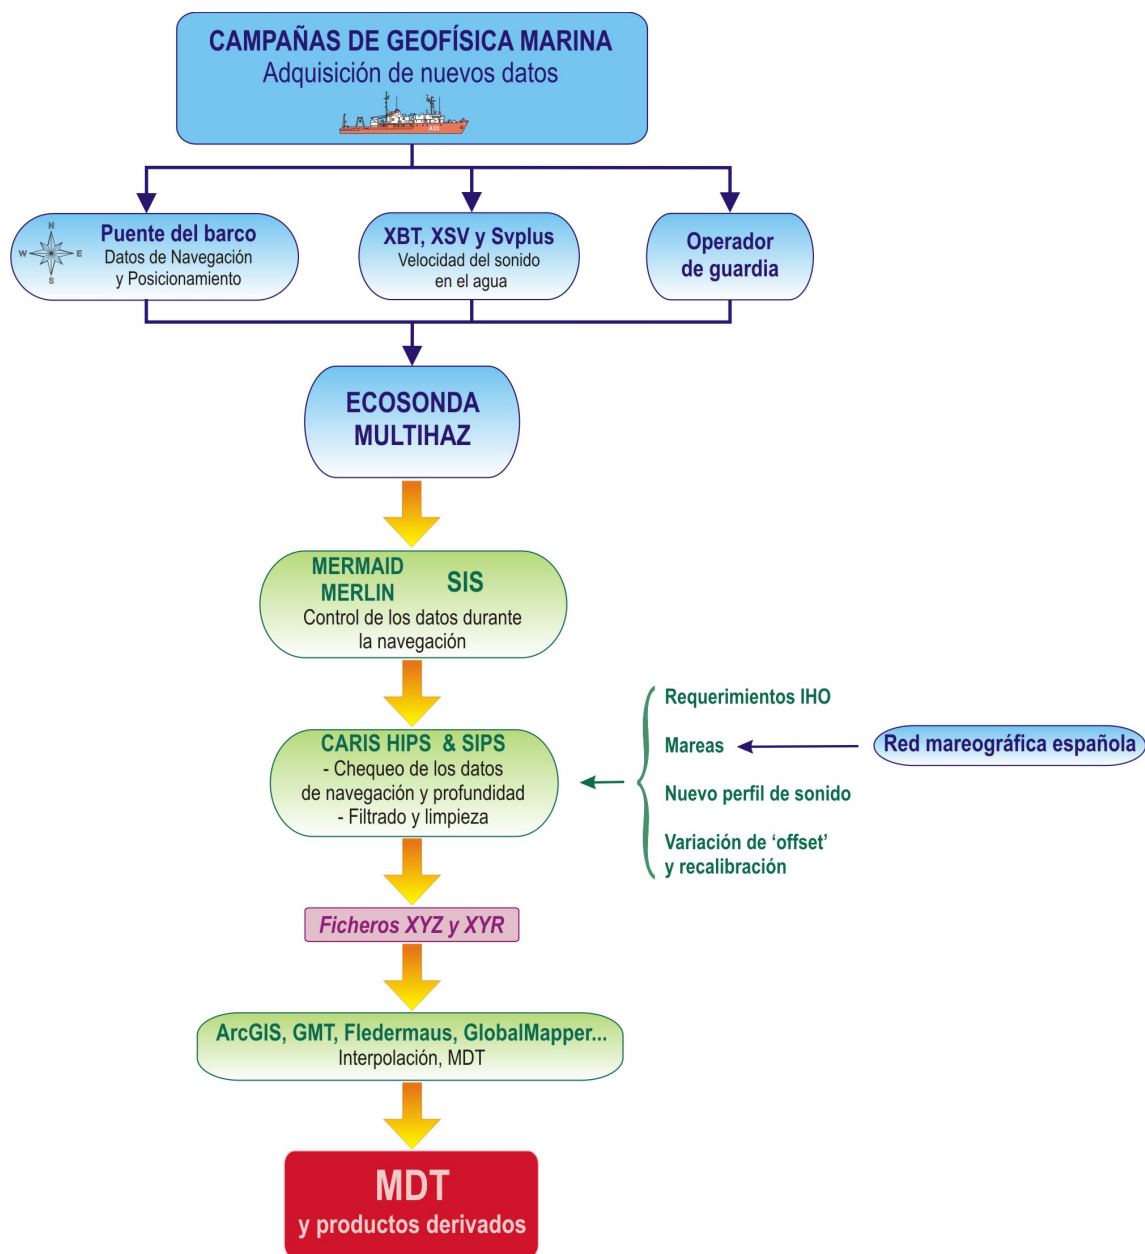 CAMPAÑAS DE GEOFÍSICA MARINA
Adquisición de nuevos datos
A33
N
W
E
S
Puente del barco
Datos de Navegación
y Posicionamiento
XBT, XSV y Svplus
Velocidad del sonido
en el agua
Operador
de guardia
ECOSONDA
MULTIHAZ
MERMAID
MERLIN
SIS
Control de los datos durante
la navegación
CARIS HIPS & SIPS
- Chequeo de los datos
de navegación y profundidad
- Filtrado y limpieza
Requerimientos IHO
Mareas
Red mareográfica española
Nuevo perfil de sonido
Variación de ‘offset’
y recalibración
Ficheros XYZ y XYR
ArcGIS, GMT, Fledermaus, GlobalMapper...
Interpolación, MDT
MDT
y productos derivados